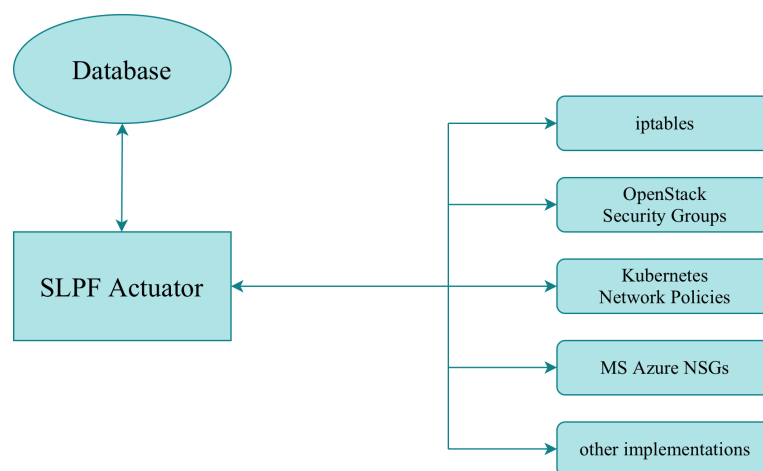 Database
SLPF Actuator
iptables
OpenStack
Security Groups
Kubernetes
Network Policies
MS Azure NSGs
other implementations